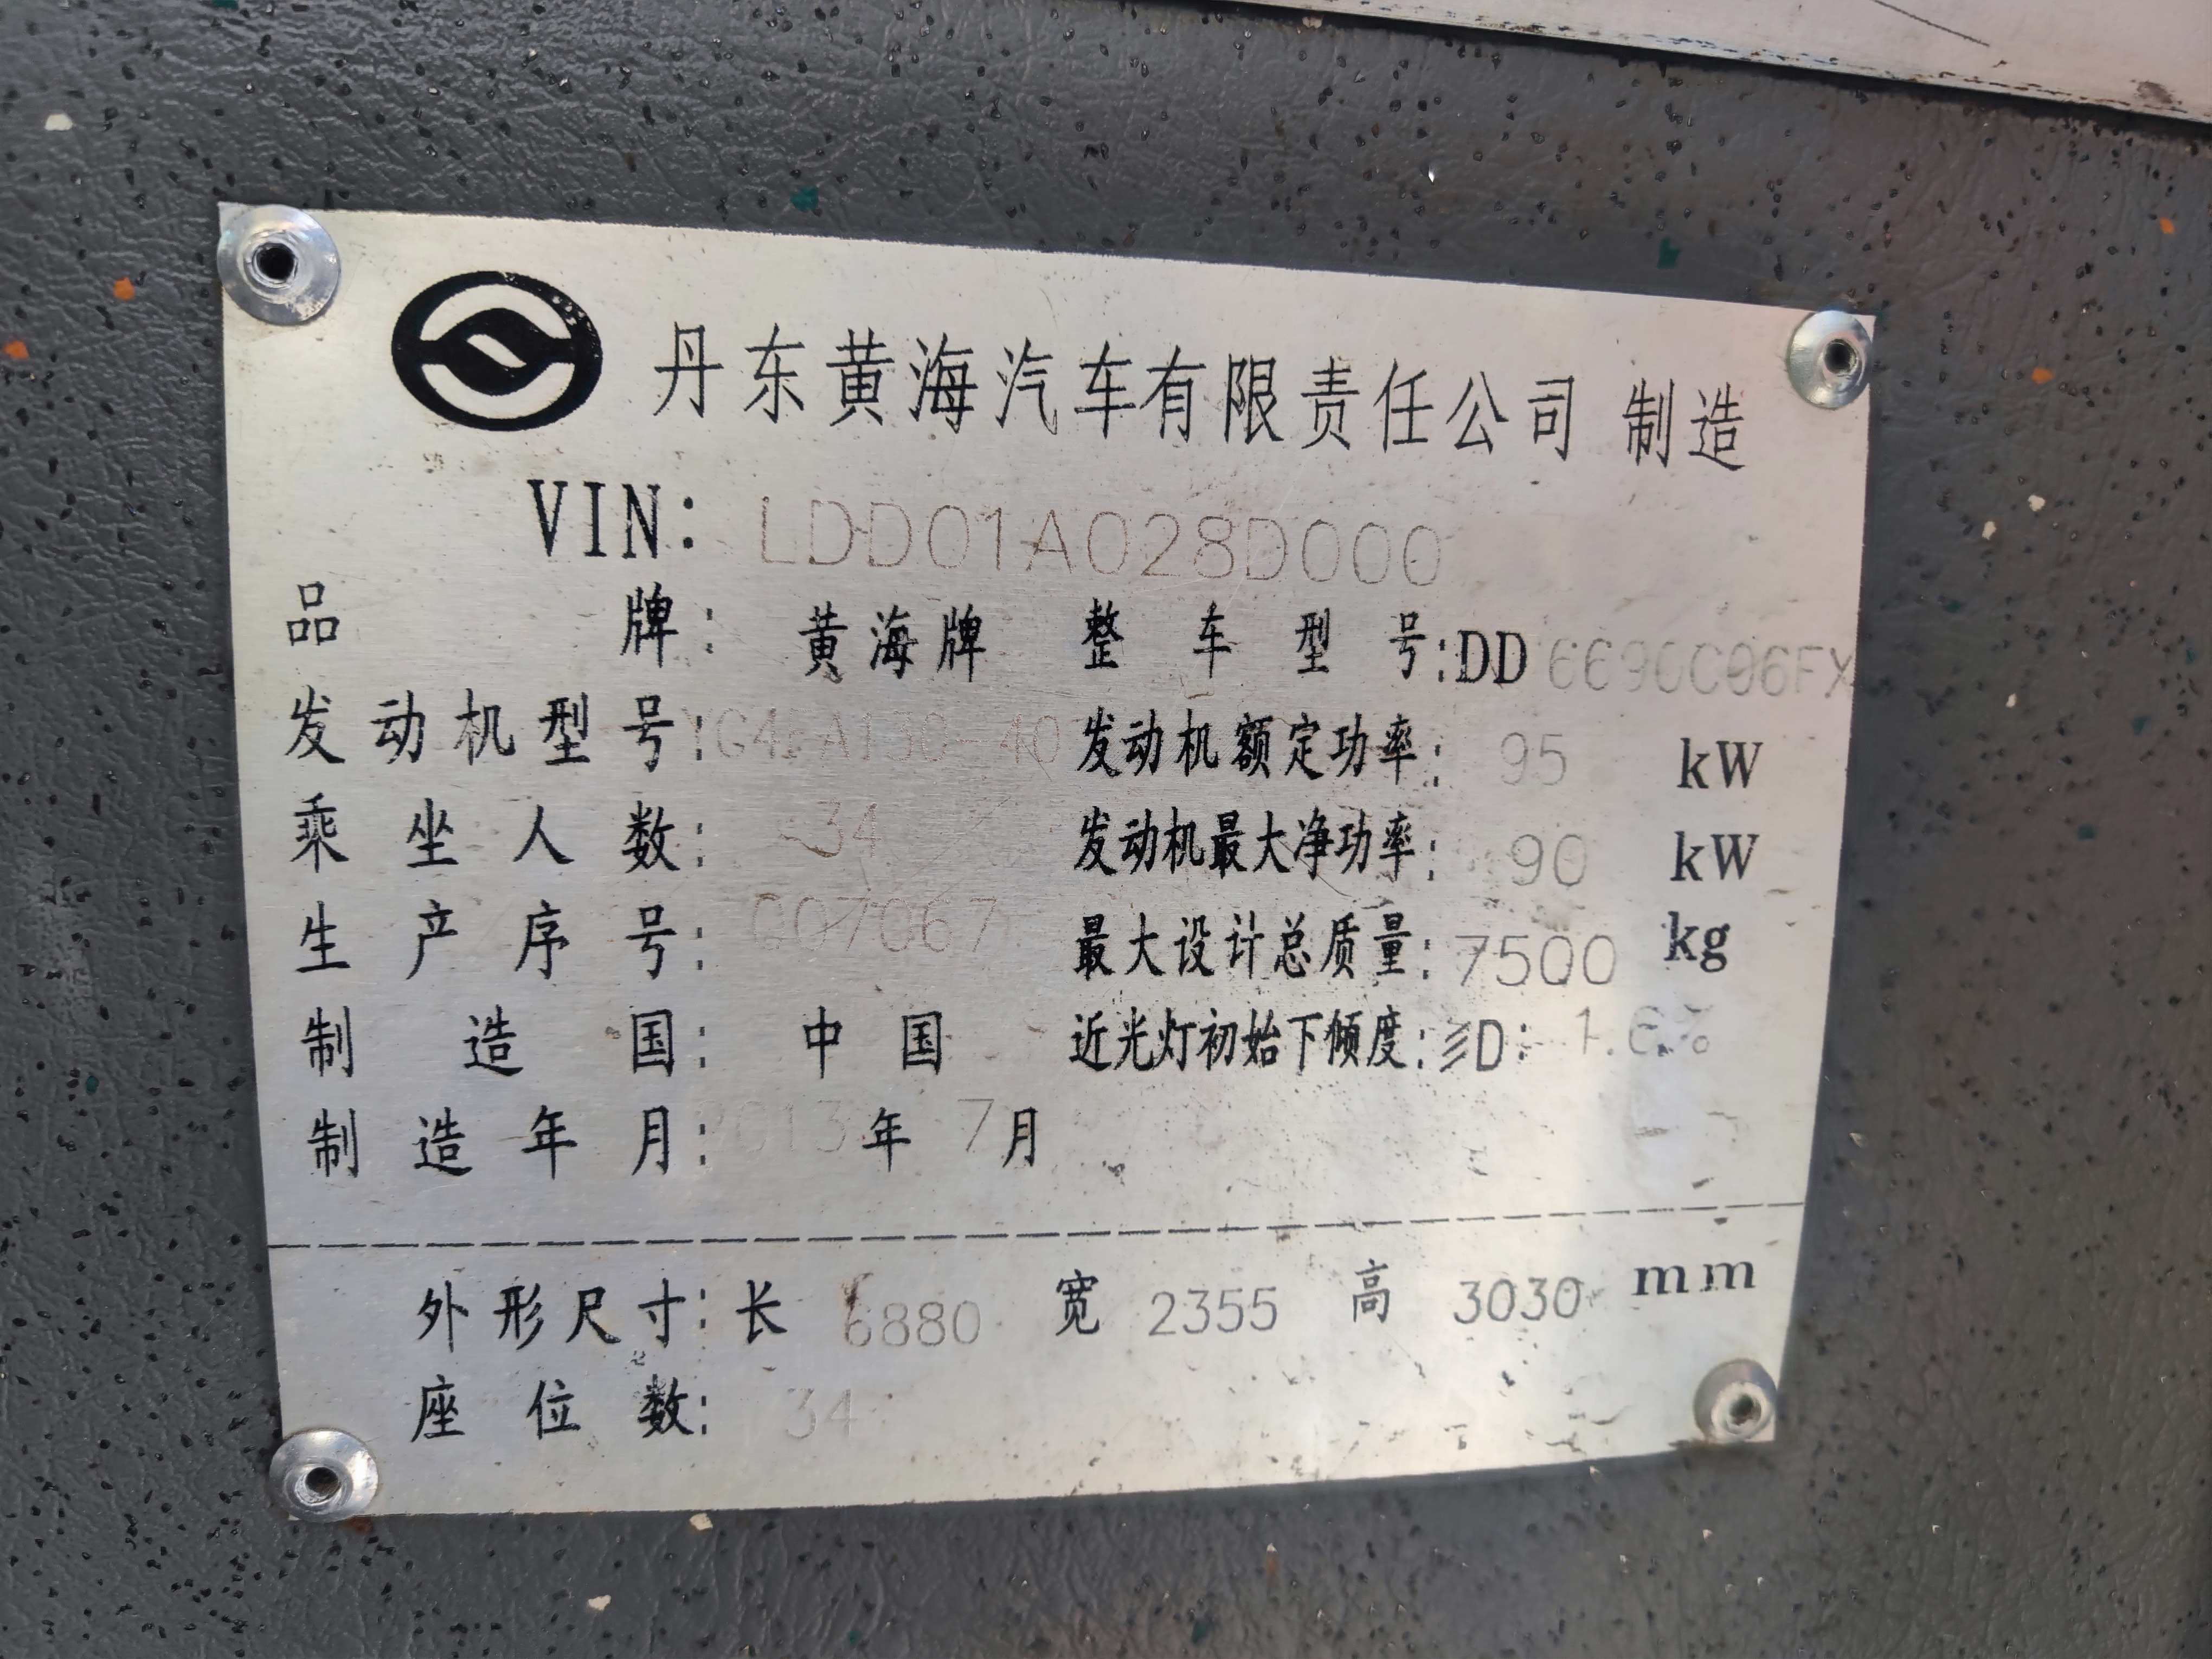 丹东黄海汽车有限责任公司 制造
VIN: LDD01A028D000
品牌: 黄海牌 整车型号:DD6690C06FX
发动机型号: 发动机额定功率: 95 kW
乘坐人数: 34 发动机最大净功率: 90 kW
生产序号: 最大设计总质量: 7500 kg
制造国: 中国 近光灯初始下倾度: D: 1.6%
制造年月: 2013 年 7 月
外形尺寸: 长 6880 宽 2355 高 3030 mm
座位数: 34